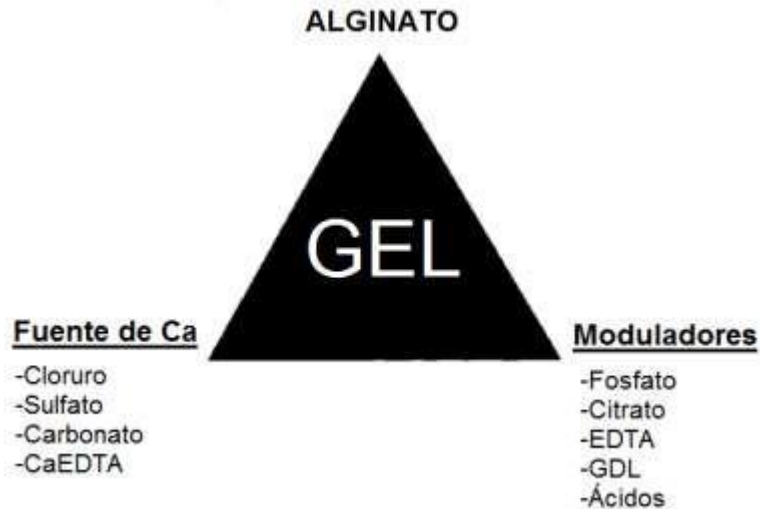 ALGINATO
GEL
Fuente de Ca
-Cloruro
-Sulfato
-Carbonato
-CaEDTA
Moduladores
-Fosfato
-Citrato
-EDTA
-GDL
-Ácidos